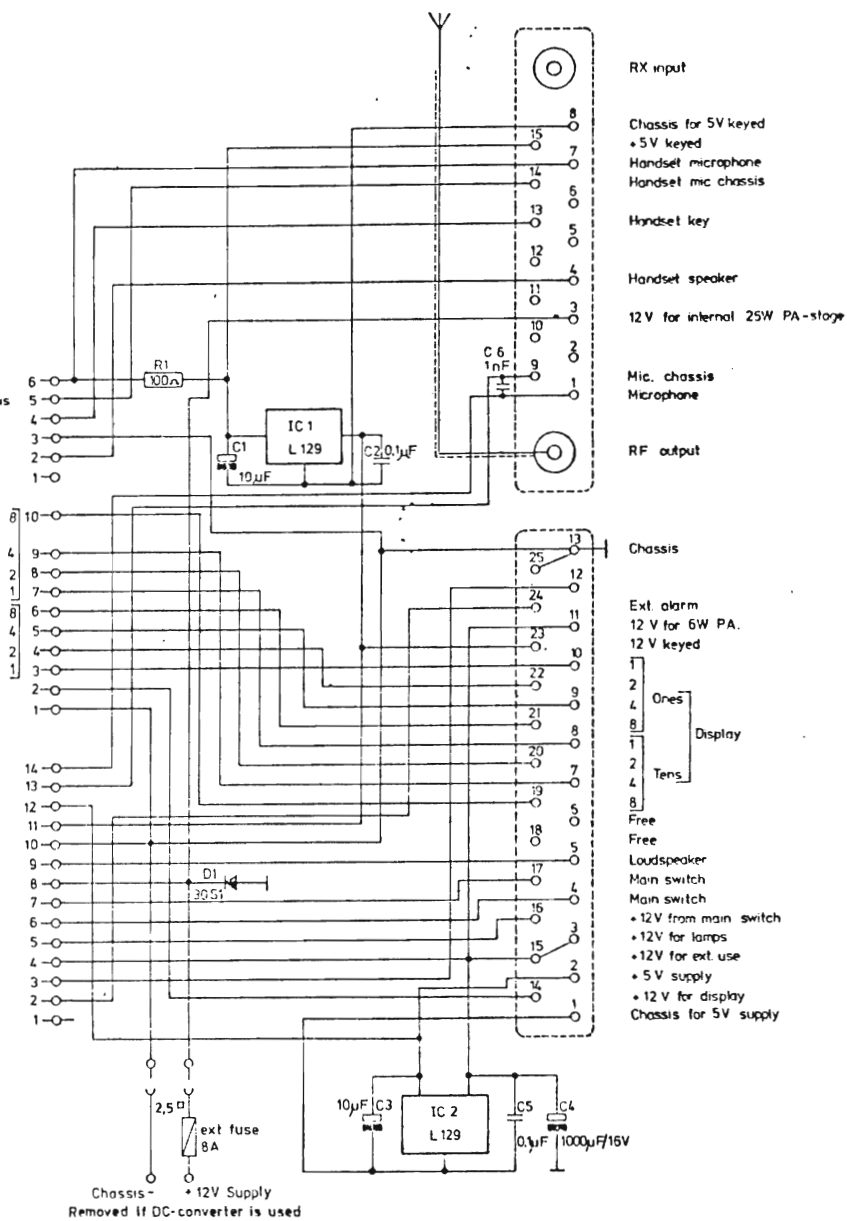 RX input
8
Chassis for 5V keyed
15
+5V keyed
7
Handset microphone
14
Handset mic chassis
6
13
Handset key
5
12
4
Handset speaker
11
3
12V for internal 25W PA-stage
10
2
C6
1nF
9
Mic. chassis
1
Microphone
RF output
R1
100Ω
6
5
4
3
2
1
IC 1
L 129
C1
10µF
C2
0,1µF
8
10
4
9
2
8
1
7
8
6
4
5
2
4
1
3
2
1
13
Chassis
25
12
24
Ext. alarm
11
12 V for 6W PA.
23
12 V keyed
10
22
9
21
8
20
7
19
6
18
5
17
4
16
3
15
2
14
1
1
2
4
8
Ones
1
2
4
8
Tens
Display
Free
Free
Loudspeaker
Main switch
Main switch
+12V from main switch
+12V for lamps
+12V for ext. use
+5V supply
+12V for display
Chassis for 5V supply
14
13
12
11
10
9
8
7
6
5
4
3
2
1
D1
30S1
2,5
ext fuse
8A
10µF C3
IC 2
L 129
C5
0,1µF
C4
1000µF/16V
Chassis -
+12V Supply
Removed if DC-converter is used